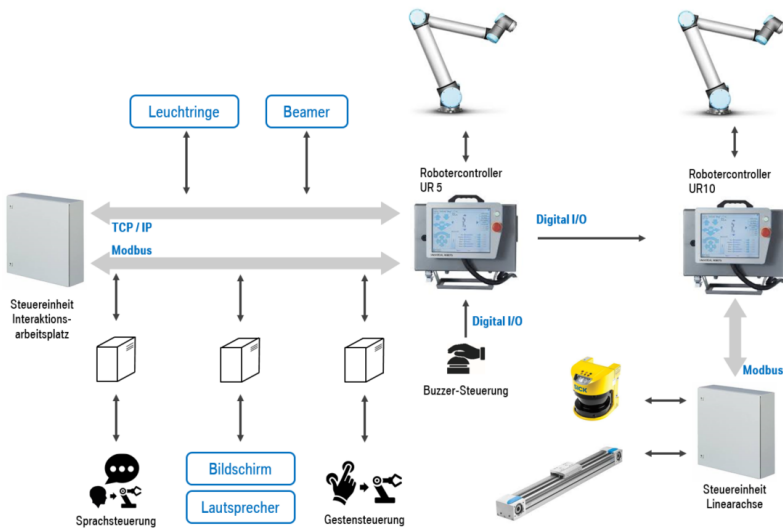 Leuchtringe
Beamer
Robotercontroller
UR 5
Robotercontroller
UR10
TCP / IP
Modbus
Digital I/O
Steuereinheit
Interaktions-
arbeitsplatz
Digital I/O
Buzzer-Steuerung
Modbus
SICK
Bildschirm
Lautsprecher
Sprachsteuerung
Gestensteuerung
Steuereinheit
Linearachse